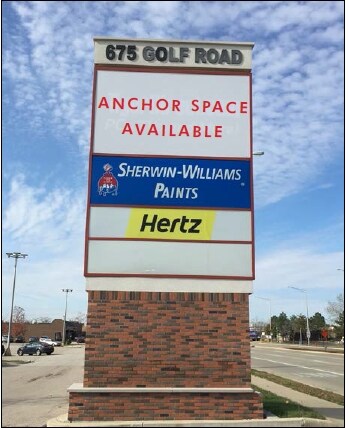 675 GOLF ROAD
ANCHOR SPACE
AVAILABLE
SHERWIN-WILLIAMS
PAINTS
Hertz